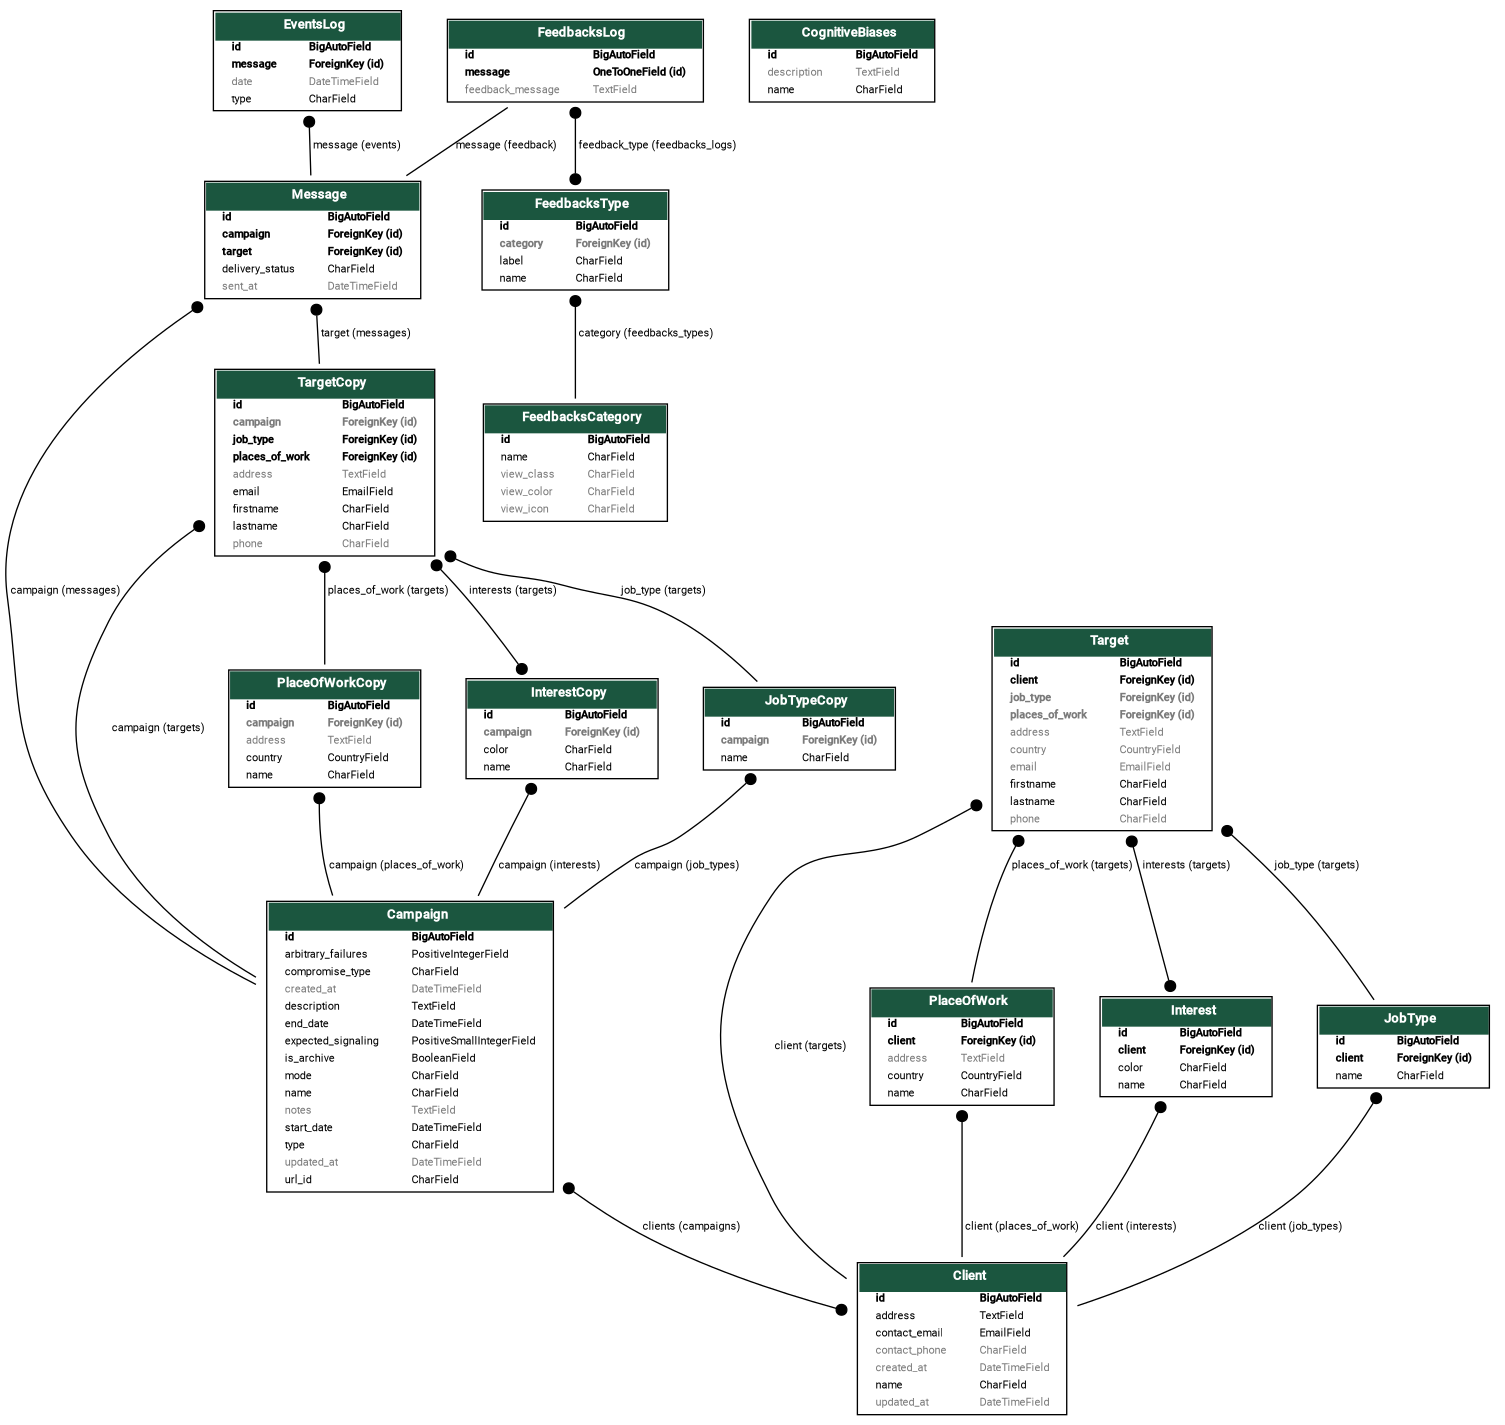 EventsLog
id BigAutoField
message ForeignKey (id)
date DateTimeField
type CharField
FeedbacksLog
id BigAutoField
message OneToOneField (id)
feedback_message TextField
CognitiveBiases
id BigAutoField
description TextField
name CharField
message (events)
message (feedback)
feedback_type (feedbacks_logs)
Message
id BigAutoField
campaign ForeignKey (id)
target ForeignKey (id)
delivery_status CharField
sent_at DateTimeField
FeedbacksType
id BigAutoField
category ForeignKey (id)
label CharField
name CharField
target (messages)
category (feedbacks_types)
TargetCopy
id BigAutoField
campaign ForeignKey (id)
job_type ForeignKey (id)
places_of_work ForeignKey (id)
address TextField
email EmailField
firstname CharField
lastname CharField
phone CharField
FeedbacksCategory
id BigAutoField
name CharField
view_class CharField
view_color CharField
view_icon CharField
campaign (messages)
places_of_work (targets)
interests (targets)
job_type (targets)
campaign (targets)
PlaceOfWorkCopy
id BigAutoField
campaign ForeignKey (id)
address TextField
country CountryField
name CharField
InterestCopy
id BigAutoField
campaign ForeignKey (id)
color CharField
name CharField
JobTypeCopy
id BigAutoField
campaign ForeignKey (id)
name CharField
Target
id BigAutoField
client ForeignKey (id)
job_type ForeignKey (id)
places_of_work ForeignKey (id)
address TextField
country CountryField
email EmailField
firstname CharField
lastname CharField
phone CharField
campaign (places_of_work)
campaign (interests)
campaign (job_types)
places_of_work (targets)
interests (targets)
job_type (targets)
Campaign
id BigAutoField
arbitrary_failures PositiveIntegerField
compromise_type CharField
created_at DateTimeField
description TextField
end_date DateTimeField
expected_signaling PositiveSmallIntegerField
is_archive BooleanField
mode CharField
name CharField
notes TextField
start_date DateTimeField
type CharField
updated_at DateTimeField
url_id CharField
client (targets)
PlaceOfWork
id BigAutoField
client ForeignKey (id)
address TextField
country CountryField
name CharField
Interest
id BigAutoField
client ForeignKey (id)
color CharField
name CharField
JobType
id BigAutoField
client ForeignKey (id)
name CharField
clients (campaigns)
client (places_of_work)
client (interests)
client (job_types)
Client
id BigAutoField
address TextField
contact_email EmailField
contact_phone CharField
created_at DateTimeField
name CharField
updated_at DateTimeField